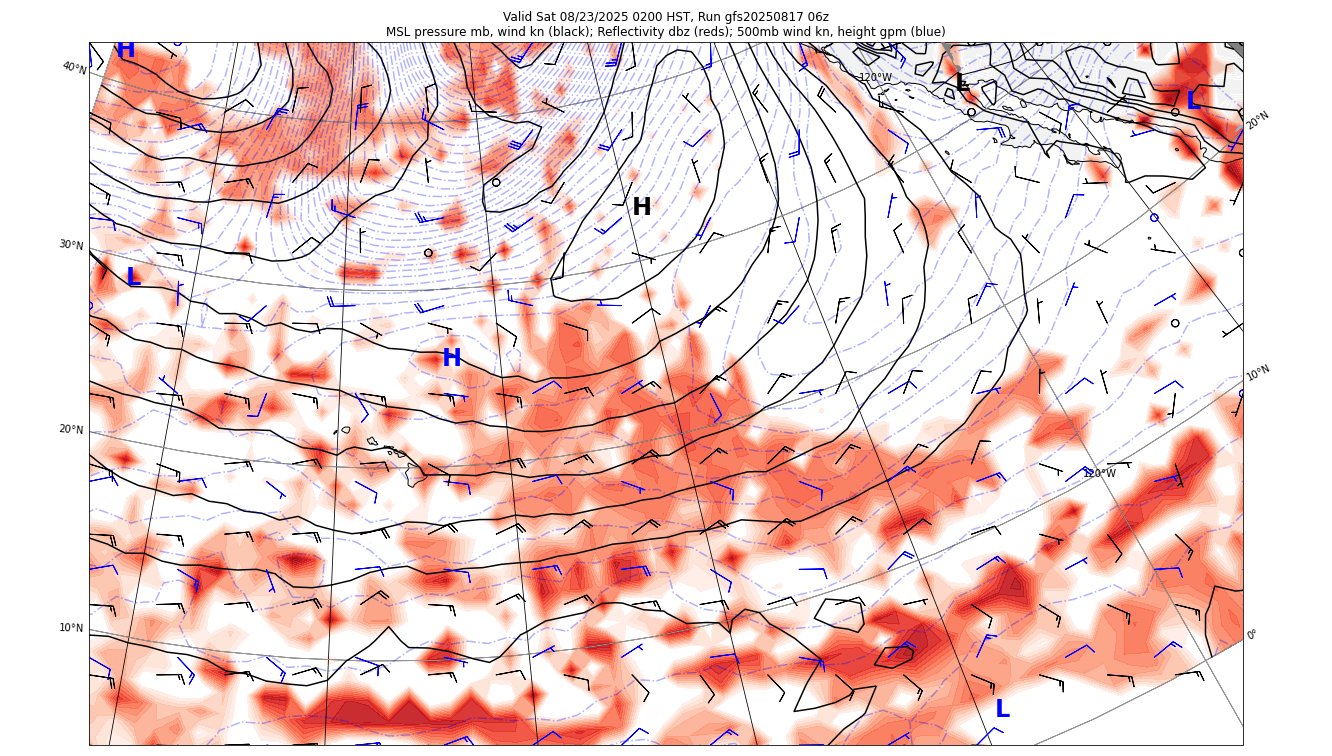 Valid Sat 08/23/2025 0200 HST, Run gfs20250817 06z
MSL pressure mb, wind kn (black); Reflectivity dbz (reds); 500mb wind kn, height gpm (blue)
H
40°N
120°W
L
L
20°N
H
30°N
L
H
10°N
20°N
120°W
10°N
0°
L